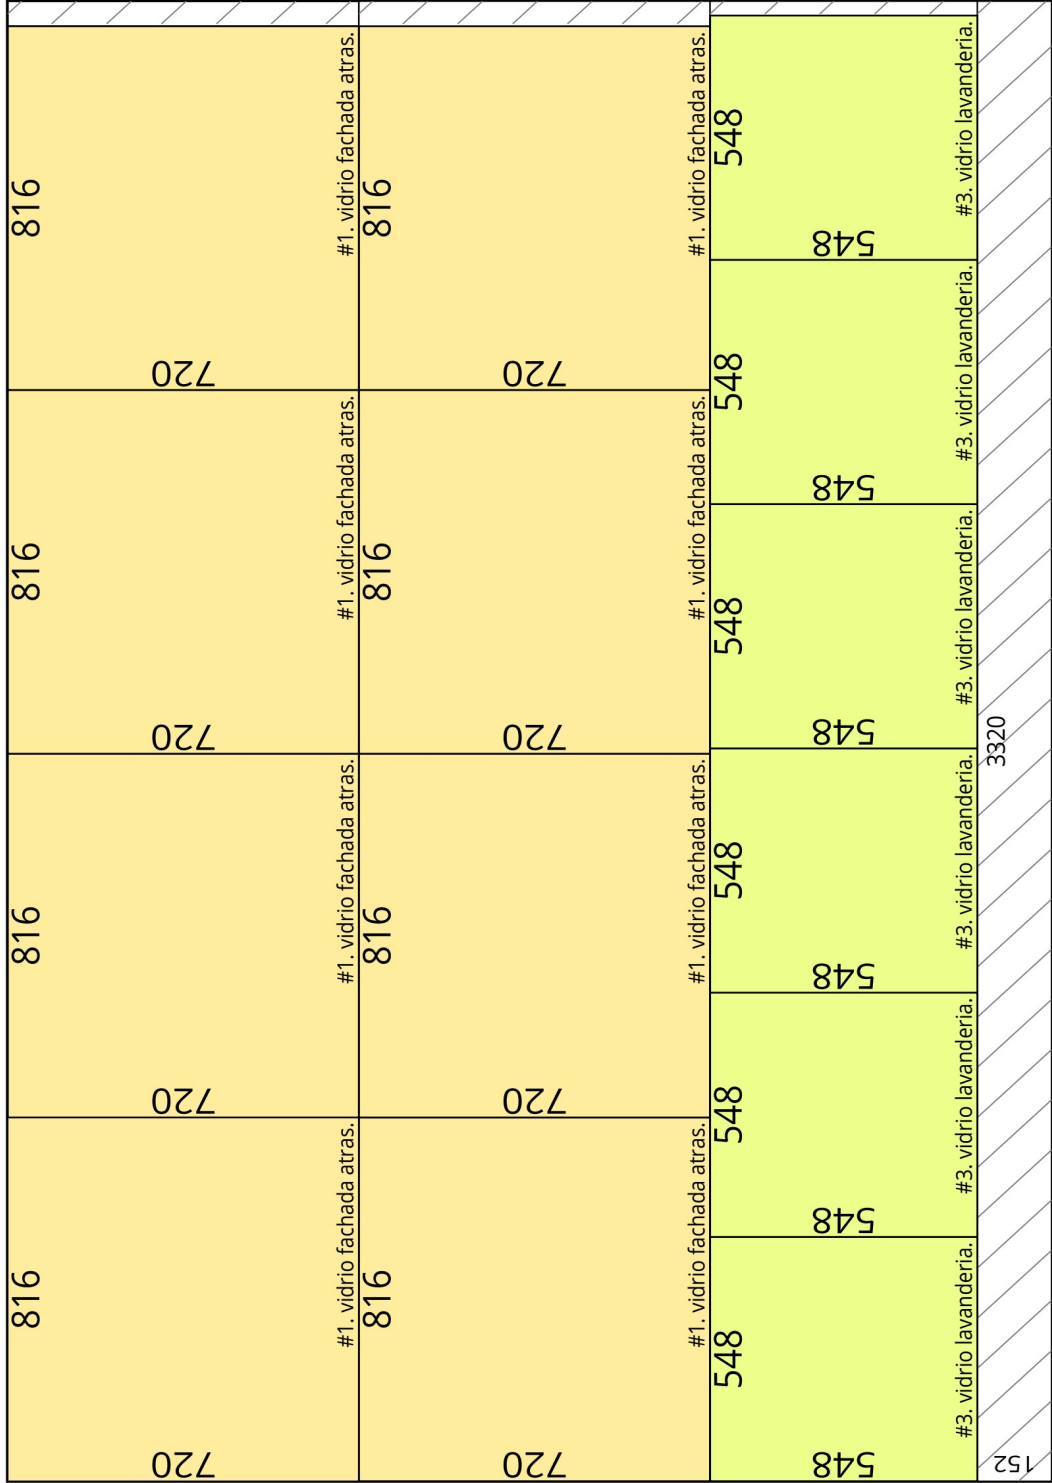 816
#1. vidrio fachada atras.
720
816
#1. vidrio fachada atras.
720
548
#3. vidrio lavanderia.
548
548
#3. vidrio lavanderia.
548
816
#1. vidrio fachada atras.
720
816
#1. vidrio fachada atras.
720
548
#3. vidrio lavanderia.
548
3320
816
#1. vidrio fachada atras.
720
816
#1. vidrio fachada atras.
720
548
#3. vidrio lavanderia.
548
548
#3. vidrio lavanderia.
548
816
#1. vidrio fachada atras.
720
816
#1. vidrio fachada atras.
720
548
#3. vidrio lavanderia.
548
152